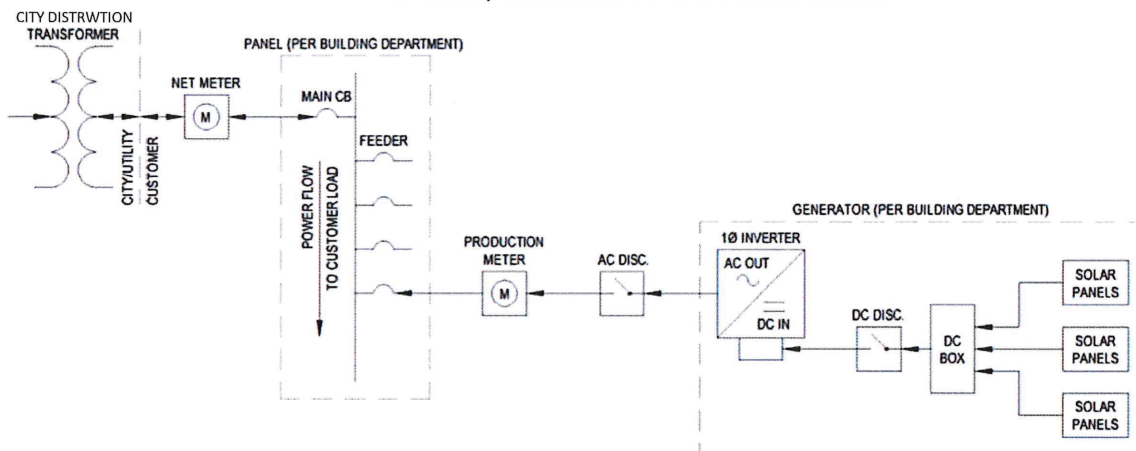 CITY DISTRWTION
TRANSFORMER
PANEL (PER BUILDING DEPARTMENT)
NET METER
M
MAIN CB
FEEDER
CITY/UTILITY
CUSTOMER
POWER FLOW
TO CUSTOMER LOAD
PRODUCTION
METER
M
AC DISC.
GENERATOR (PER BUILDING DEPARTMENT)
1Ø INVERTER
AC OUT
DC IN
DC DISC.
DC
BOX
SOLAR
PANELS
SOLAR
PANELS
SOLAR
PANELS